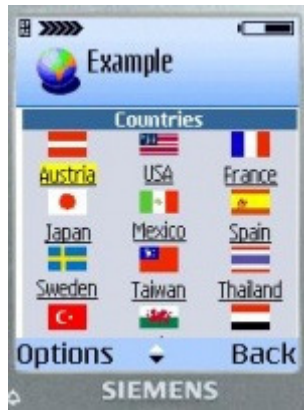 Example
Countries
Austria USA France
Japan Mexico Spain
Sweden Taiwan Thailand
Options Back
SIEMENS